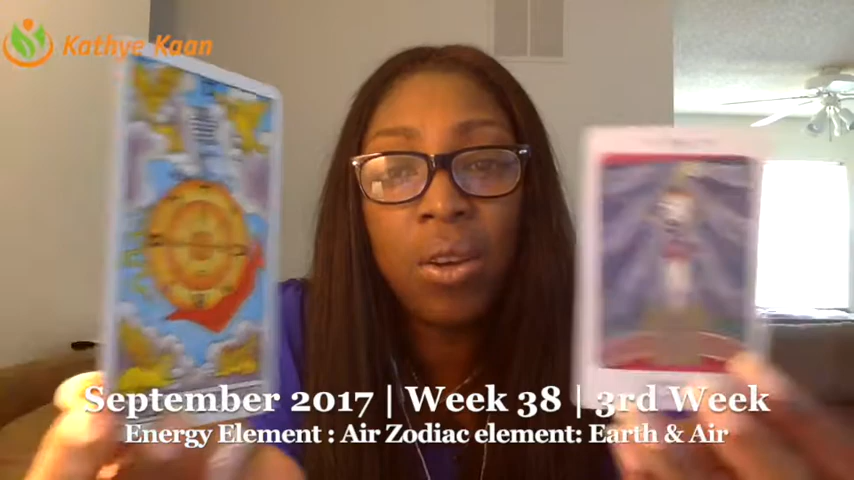 Kathye Kaan
September 2017 | Week 38 | 3rd Week
Energy Element : Air Zodiac element: Earth & Air